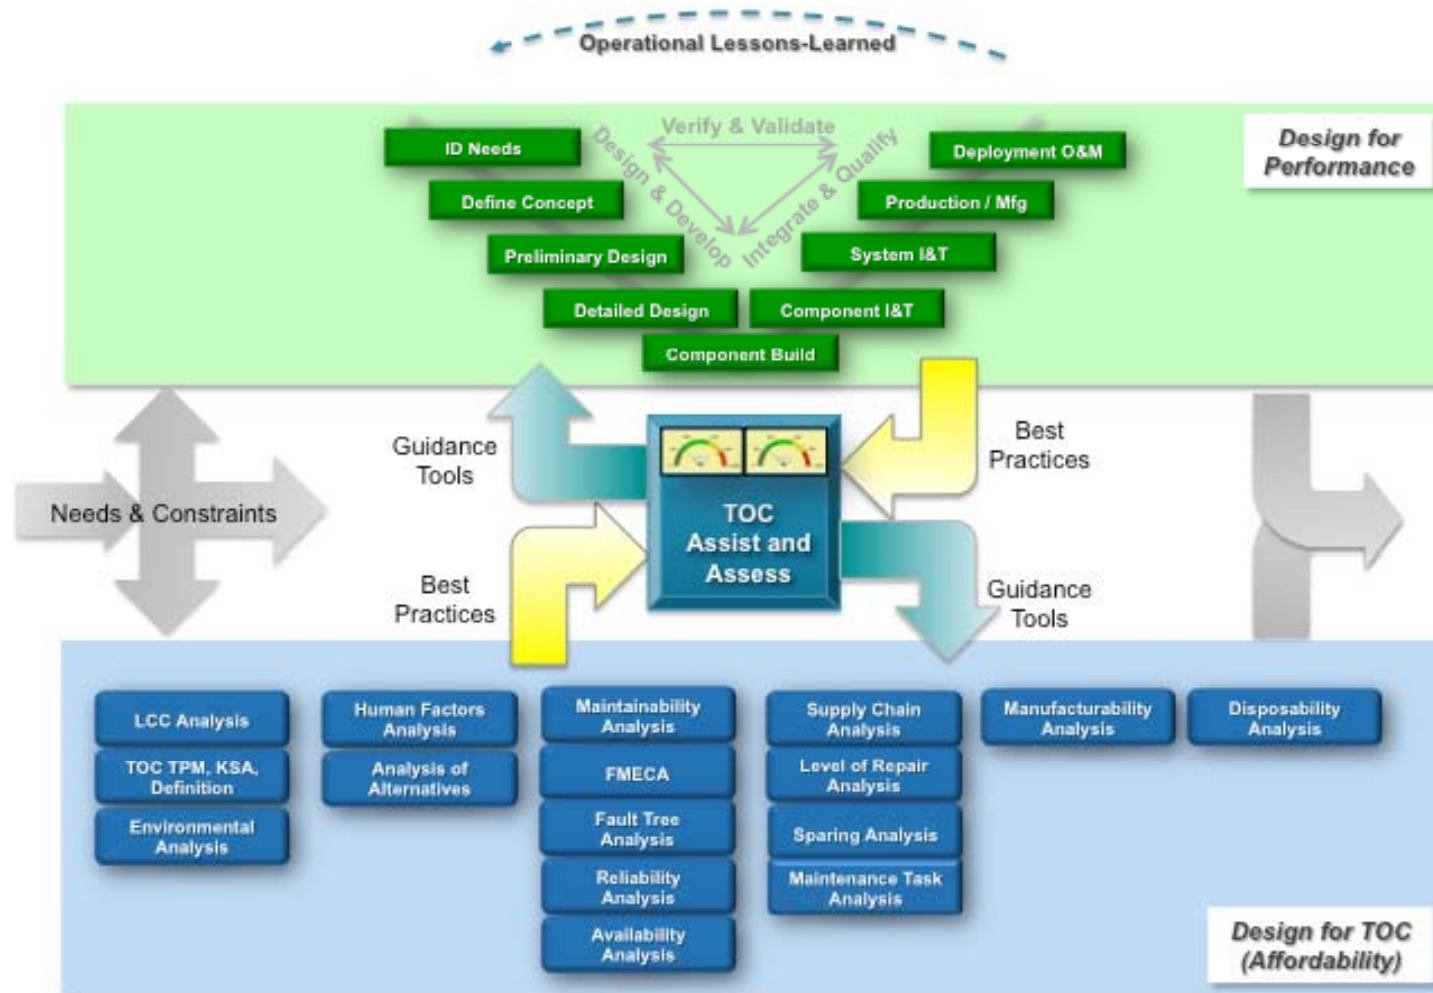 Operational Lessons-Learned
Design for
Performance
Verify & Validate
Design & Develop
Integrate & Qualify
ID Needs
Define Concept
Preliminary Design
Detailed Design
Component Build
Component I&T
System I&T
Production / Mfg
Deployment O&M
Needs & Constraints
Guidance
Tools
Best
Practices
TOC
Assist and
Assess
Best
Practices
Guidance
Tools
LCC Analysis
TOC TPM, KSA,
Definition
Environmental
Analysis
Human Factors
Analysis
Analysis of
Alternatives
Maintainability
Analysis
FMECA
Fault Tree
Analysis
Reliability
Analysis
Availability
Analysis
Supply Chain
Analysis
Level of Repair
Analysis
Sparing Analysis
Maintenance Task
Analysis
Manufacturability
Analysis
Disposability
Analysis
Design for TOC
(Affordability)